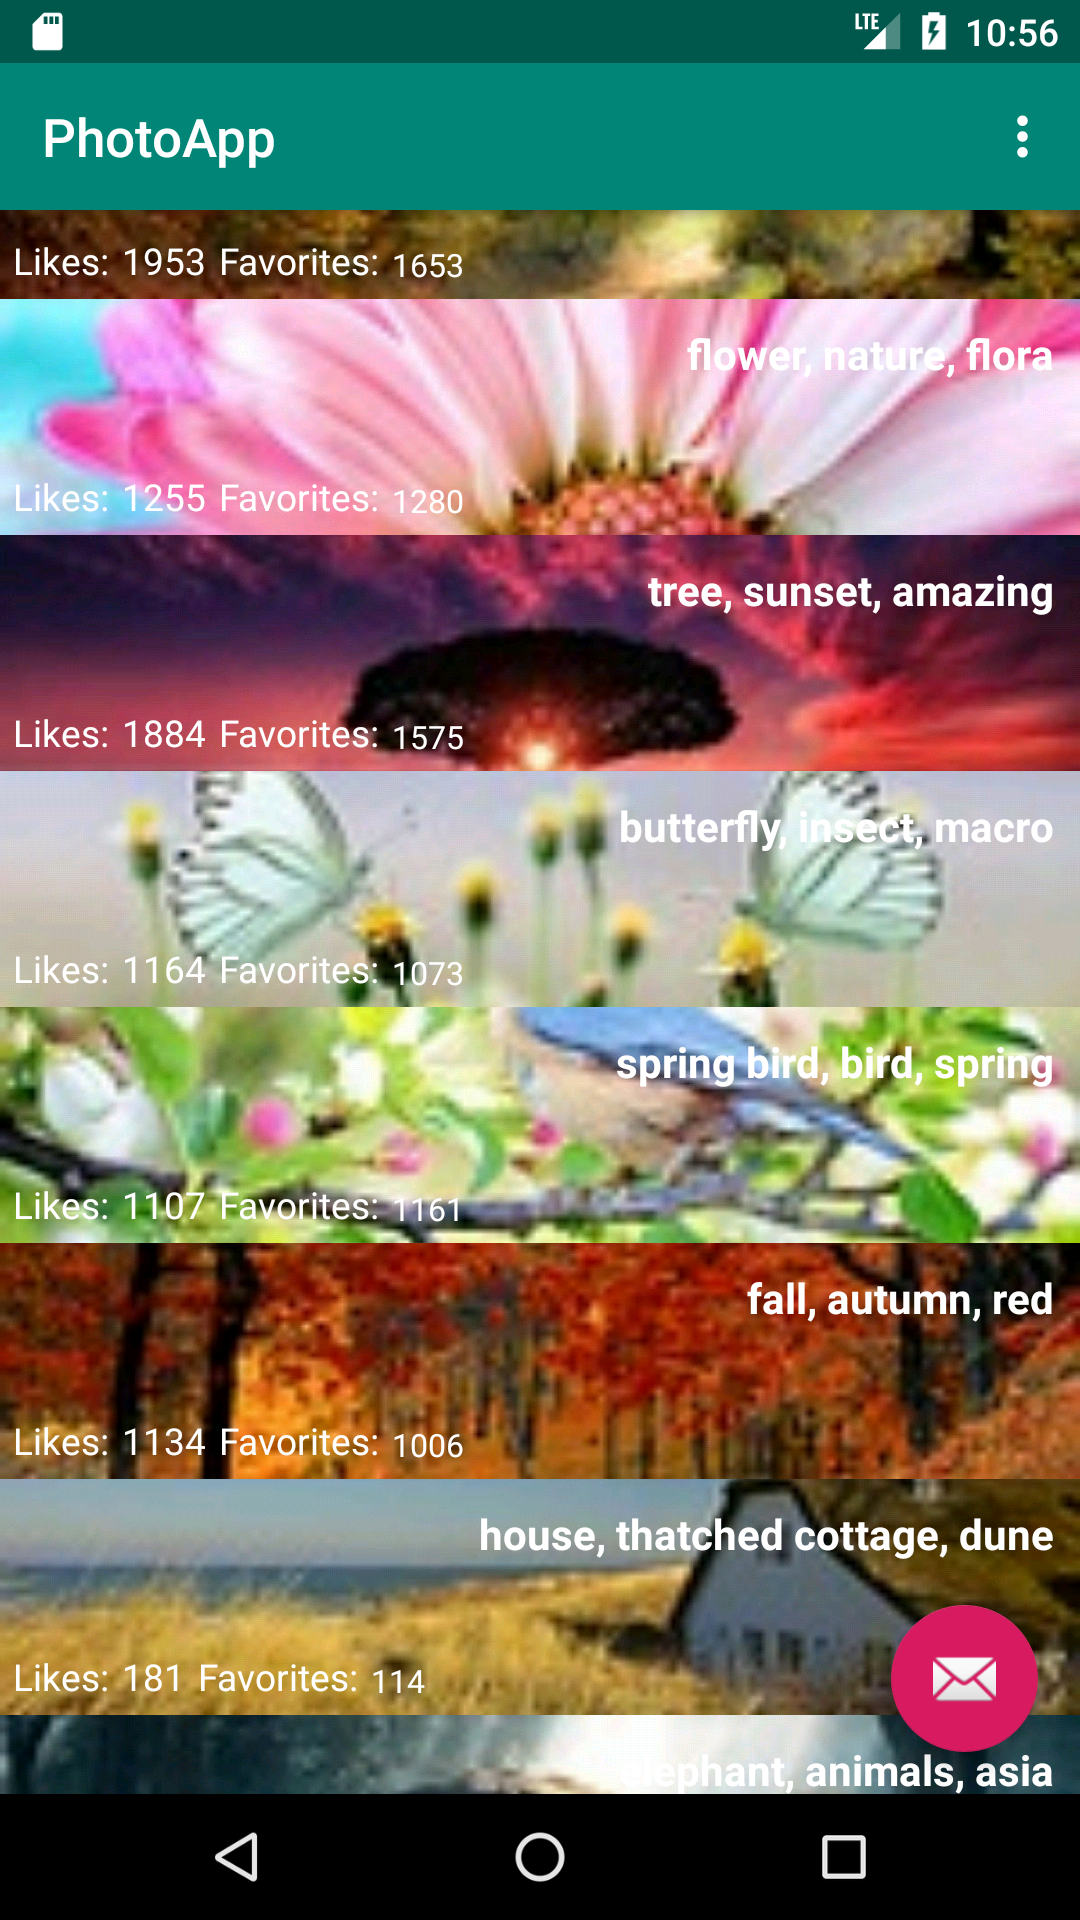 LTE 10:56
PhotoApp
Likes: 1953 Favorites: 1653
flower, nature, flora
Likes: 1255 Favorites: 1280
tree, sunset, amazing
Likes: 1884 Favorites: 1575
butterfly, insect, macro
Likes: 1164 Favorites: 1073
spring bird, bird, spring
Likes: 1107 Favorites: 1161
fall, autumn, red
Likes: 1134 Favorites: 1006
house, thatched cottage, dune
Likes: 181 Favorites: 114
elephant, animals, asia